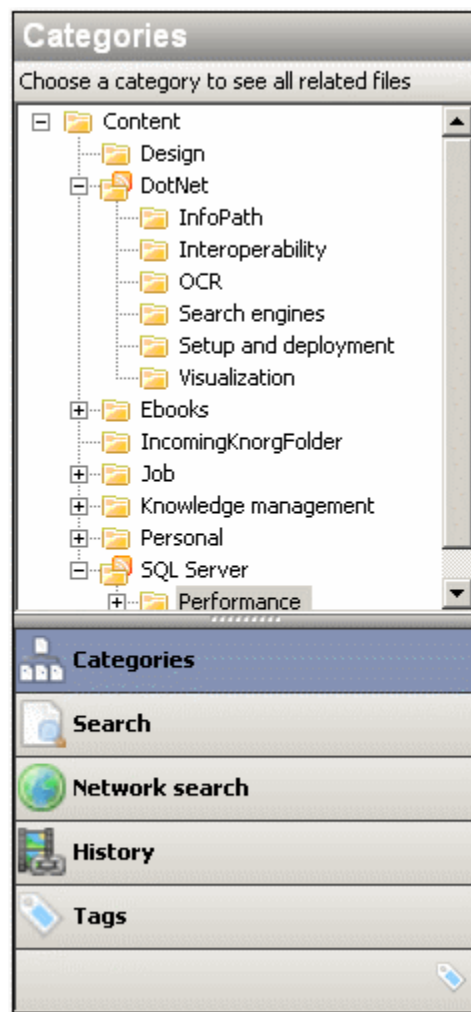 Categories
Choose a category to see all related files
Content
Design
DotNet
InfoPath
Interoperability
OCR
Search engines
Setup and deployment
Visualization
Ebooks
IncomingKnorgFolder
Job
Knowledge management
Personal
SQL Server
Performance
Categories
Search
Network search
History
Tags